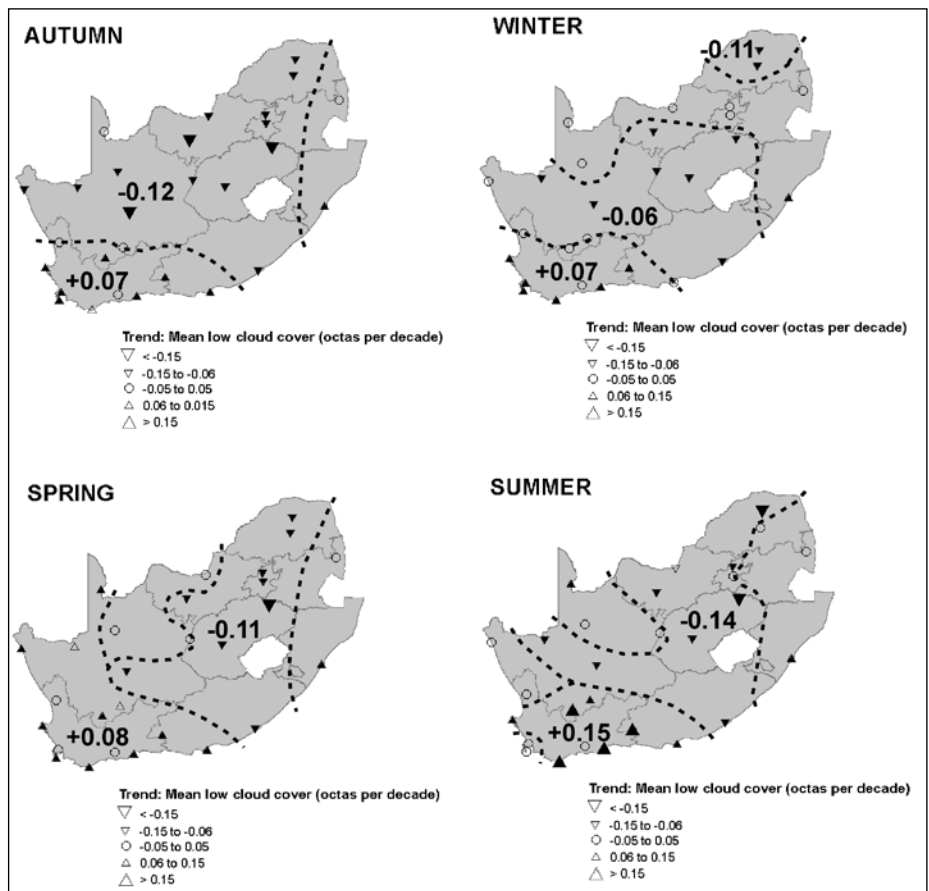 AUTUMN
-0.12
+0.07
Trend: Mean low cloud cover (octas per decade)
< -0.15
-0.15 to -0.06
-0.05 to 0.05
0.06 to 0.015
> 0.15
WINTER
-0.11
-0.06
+0.07
Trend: Mean low cloud cover (octas per decade)
< -0.15
-0.15 to -0.06
-0.05 to 0.05
0.06 to 0.15
> 0.15
SPRING
-0.11
+0.08
Trend: Mean low cloud cover (octas per decade)
< -0.15
-0.15 to -0.06
-0.05 to 0.05
0.06 to 0.15
> 0.15
SUMMER
-0.14
+0.15
Trend: Mean low cloud cover (octas per decade)
< -0.15
-0.15 to -0.06
-0.05 to 0.05
0.06 to 0.15
> 0.15